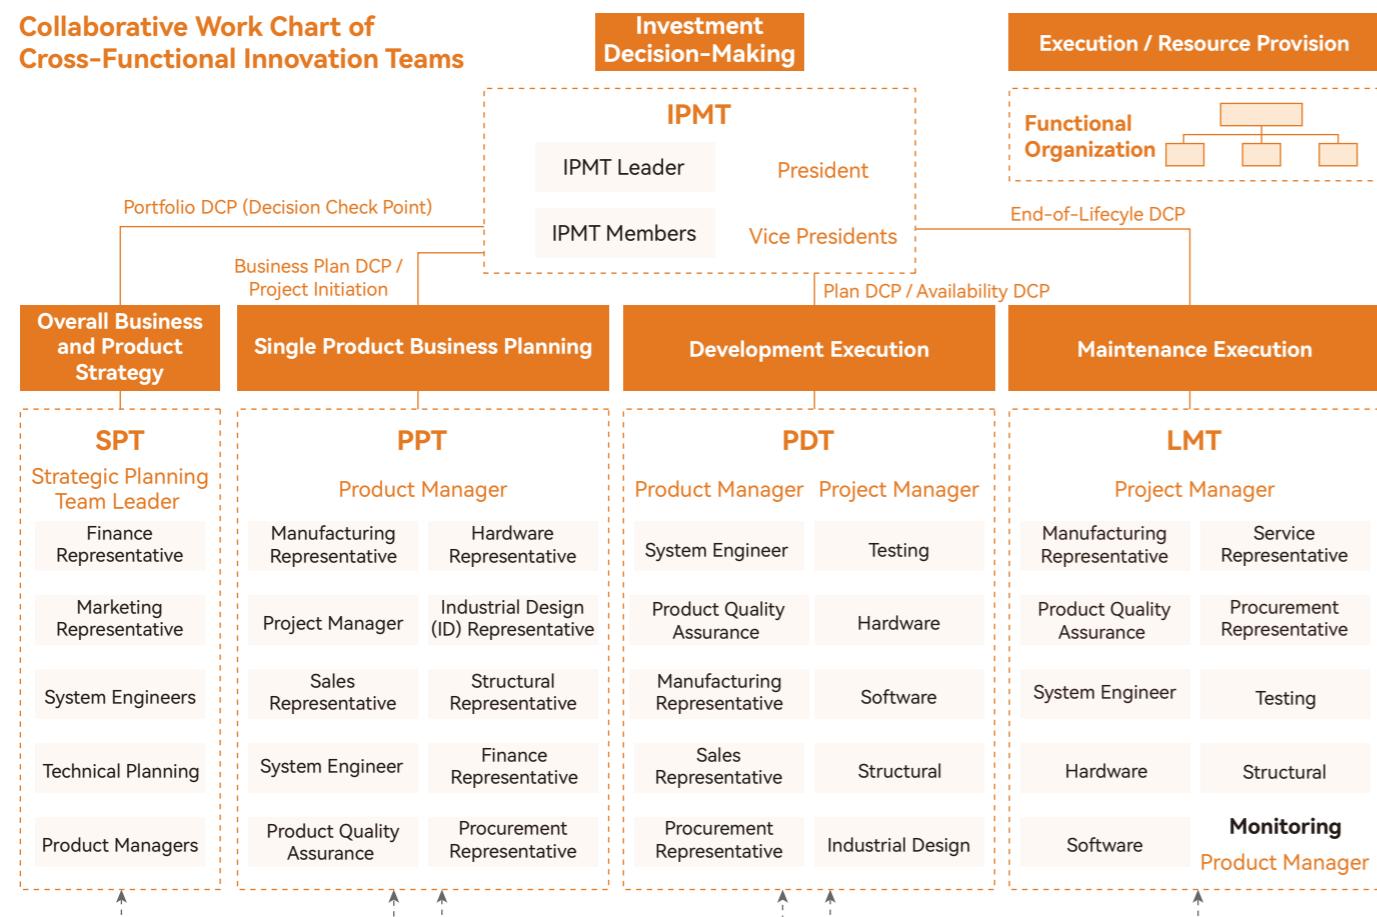 Collaborative Work Chart of
Cross-Functional Innovation Teams
Investment
Decision-Making
Execution / Resource Provision
IPMT
IPMT Leader
President
IPMT Members
Vice Presidents
Functional
Organization
Portfolio DCP (Decision Check Point)
Business Plan DCP /
Project Initiation
Plan DCP / Availability DCP
End-of-Lifecyle DCP
Overall Business
and Product
Strategy
Single Product Business Planning
Development Execution
Maintenance Execution
SPT
Strategic Planning
Team Leader
Finance
Representative
Marketing
Representative
System Engineers
Technical Planning
Product Managers
PPT
Product Manager
Manufacturing
Representative
Hardware
Representative
Project Manager
Industrial Design
(ID) Representative
Sales
Representative
Structural
Representative
System Engineer
Finance
Representative
Product Quality
Assurance
Procurement
Representative
PDT
Product Manager
Project Manager
System Engineer
Testing
Product Quality
Assurance
Hardware
Manufacturing
Representative
Software
Sales
Representative
Structural
Procurement
Representative
Industrial Design
LMT
Project Manager
Manufacturing
Representative
Service
Representative
Product Quality
Assurance
Procurement
Representative
System Engineer
Testing
Hardware
Structural
Software
Monitoring
Product Manager